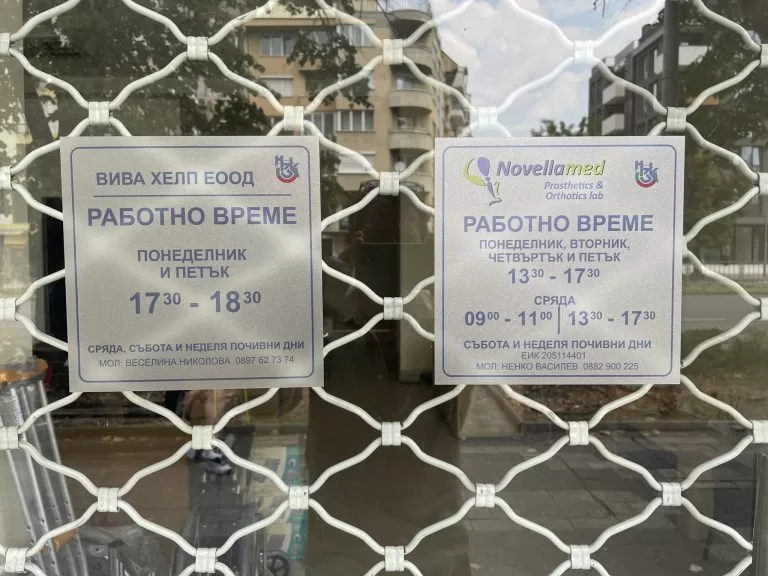 ВИВА ХЕЛП ЕООД
РАБОТНО ВРЕМЕ
ПОНЕДЕЛНИК
И ПЕТЪК
17³⁰ - 18³⁰
СРЯДА, СЪБОТА И НЕДЕЛЯ ПОЧИВНИ ДНИ
МОЛ: ВЕСЕЛИНА НИКОЛОВА 0897 62 73 74
Novellamed
Prosthetics &
Orthotics lab
РАБОТНО ВРЕМЕ
ПОНЕДЕЛНИК, ВТОРНИК,
ЧЕТВЪРТЪК И ПЕТЪК
13³⁰ - 17³⁰
СРЯДА
09⁰⁰ - 11⁰⁰ | 13³⁰ - 17³⁰
СЪБОТА И НЕДЕЛЯ ПОЧИВНИ ДНИ
ЕИК 205114401
МОЛ: НЕНКО ВАСИЛЕВ 0882 900 225